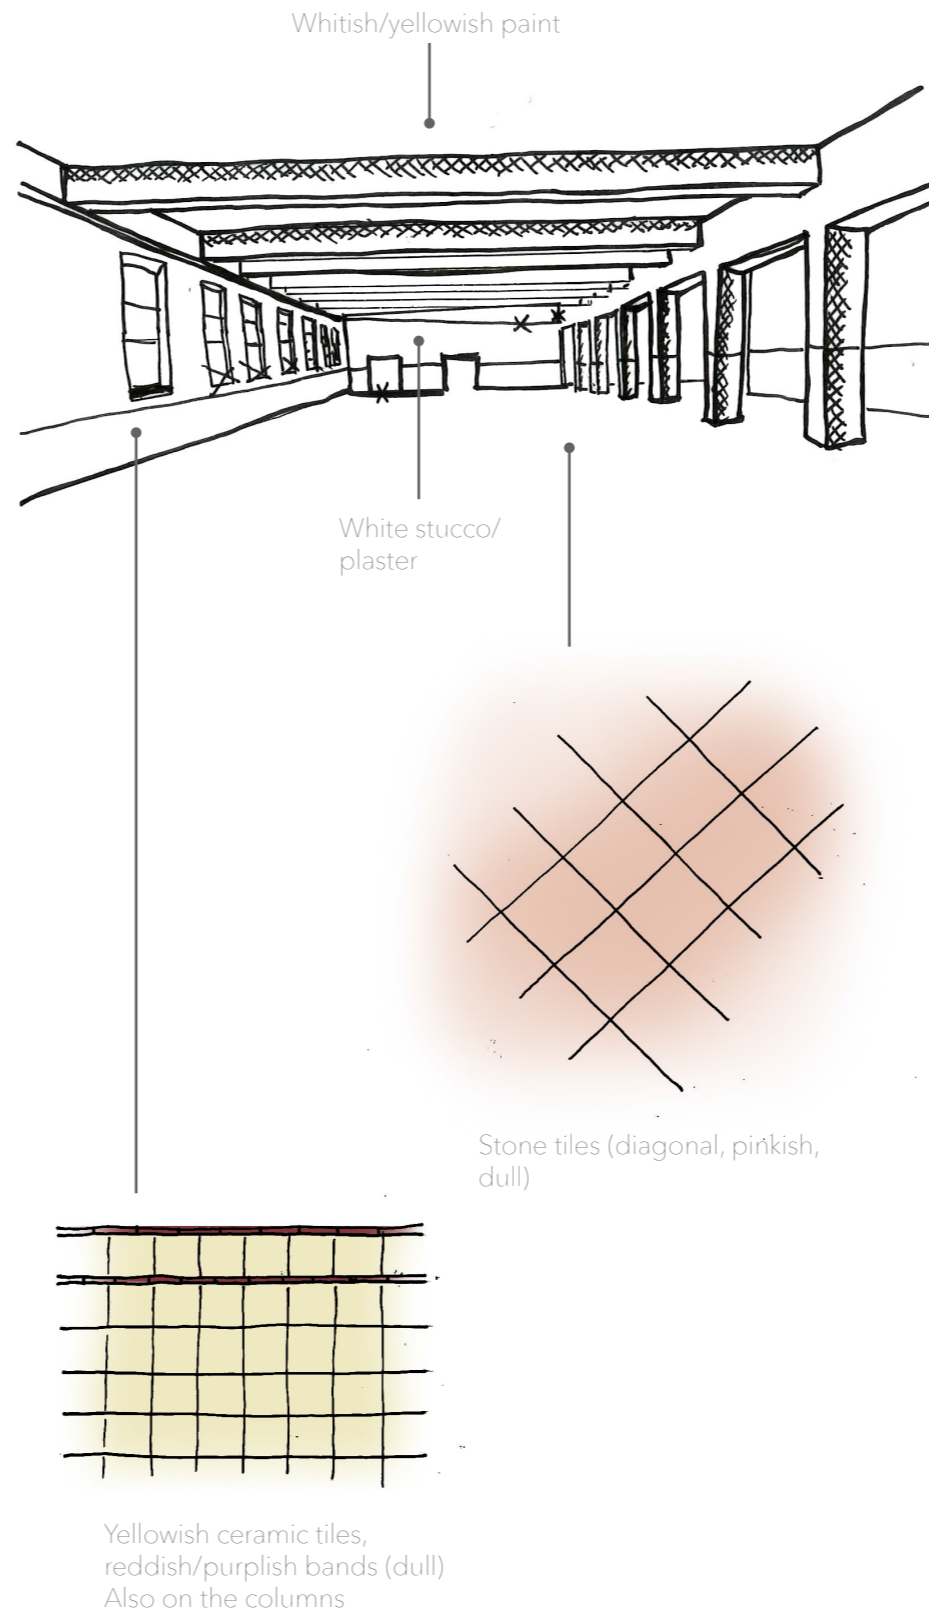 Whitish/yellowish paint
White stucco/
plaster
Stone tiles (diagonal, pinkish,
dull)
Yellowish ceramic tiles,
reddish/purplish bands (dull)
Also on the columns